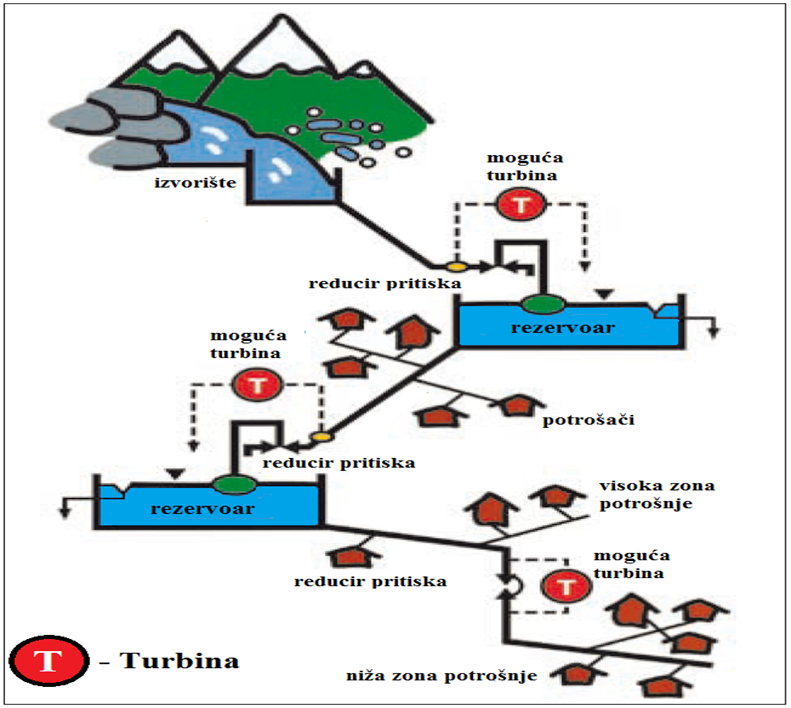 moguća
turbina
izvorište
T
reducir pritiska
moguća
turbina
rezervoar
T
potrošači
reducir pritiska
visoka zona
potrošnje
rezervoar
moguća
turbina
reducir pritiska
T
T - Turbina
niža zona potrošnje